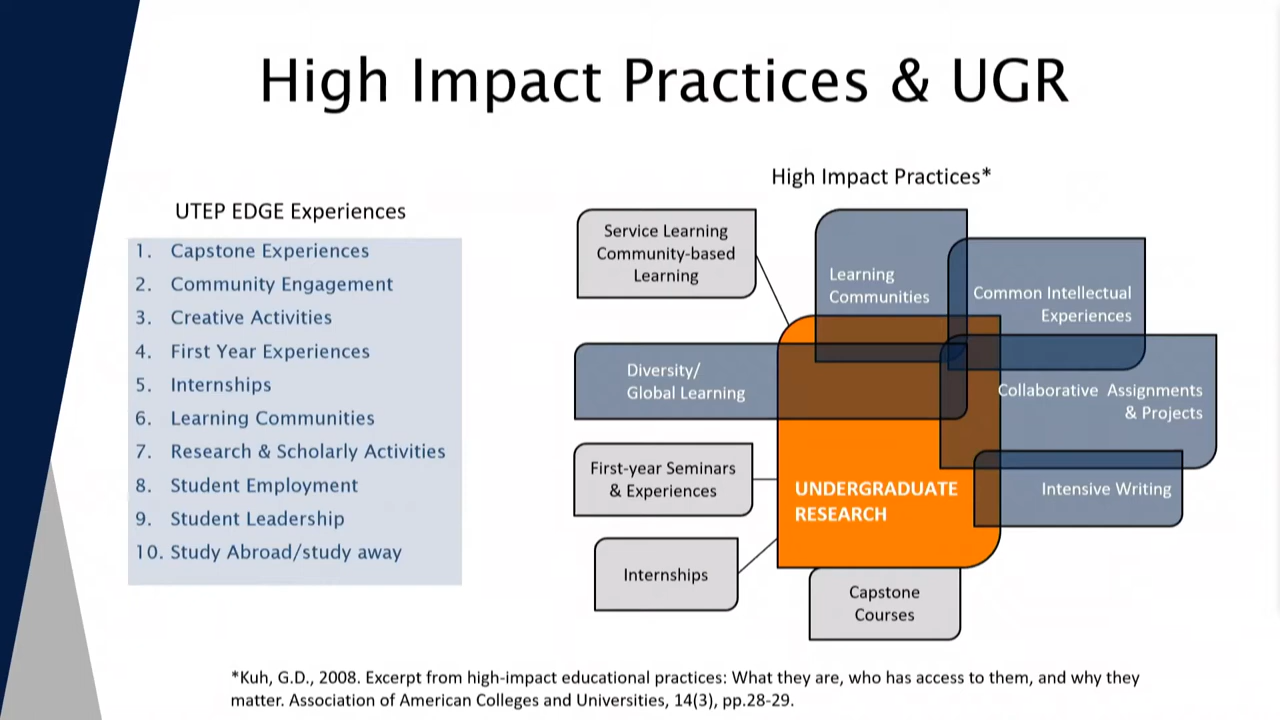 High Impact Practices & UGR
UTEP EDGE Experiences
1. Capstone Experiences
2. Community Engagement
3. Creative Activities
4. First Year Experiences
5. Internships
6. Learning Communities
7. Research & Scholarly Activities
8. Student Employment
9. Student Leadership
10. Study Abroad/study away
High Impact Practices*
Service Learning
Community-based
Learning
Learning
Communities
Common Intellectual
Experiences
Diversity/
Global Learning
Collaborative Assignments
& Projects
First-year Seminars
& Experiences
UNDERGRADUATE
RESEARCH
Intensive Writing
Internships
Capstone
Courses
*Kuh, G.D., 2008. Excerpt from high-impact educational practices: What they are, who has access to them, and why they
matter. Association of American Colleges and Universities, 14(3), pp.28-29.